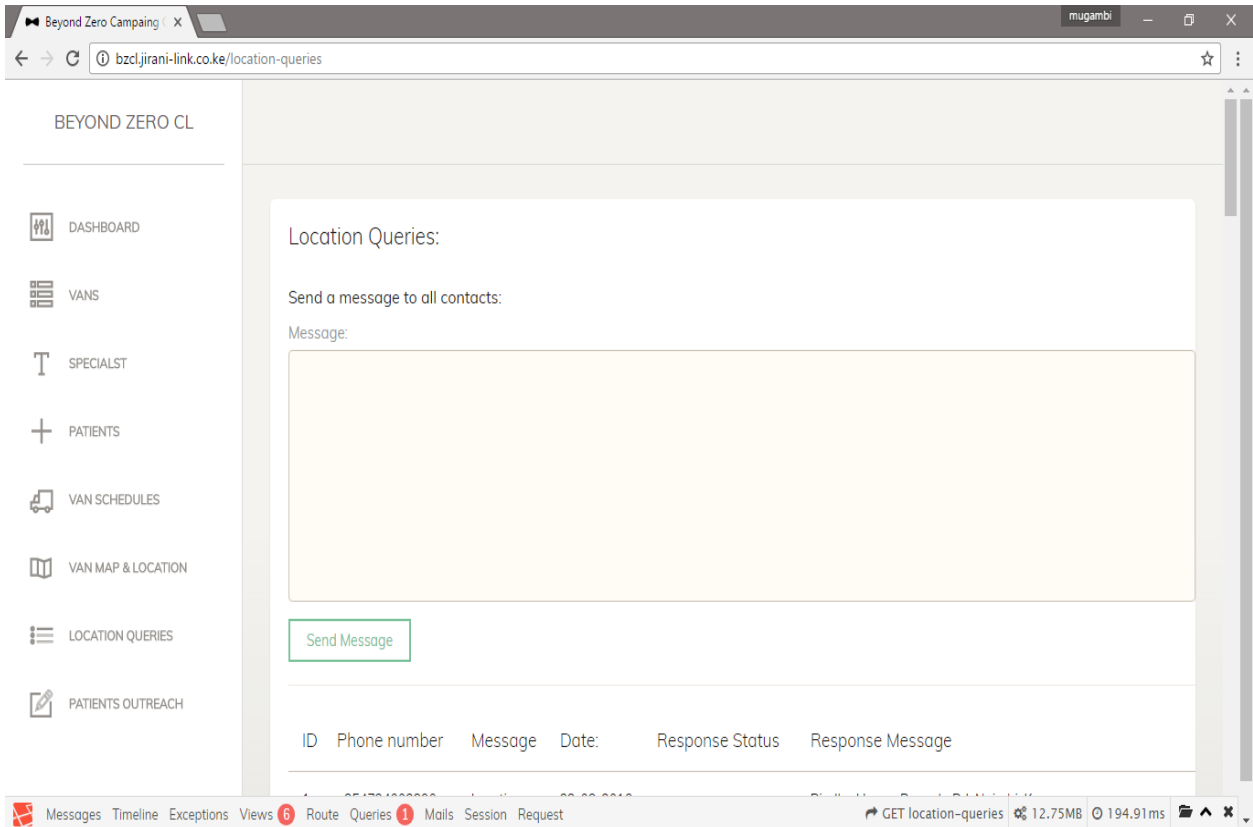 Beyond Zero Campaing
mugambi
bzcl.jirani-link.co.ke/location-queries
BEYOND ZERO CL
DASHBOARD
VANS
SPECIALST
PATIENTS
VAN SCHEDULES
VAN MAP & LOCATION
LOCATION QUERIES
PATIENTS OUTREACH
Location Queries:
Send a message to all contacts:
Message:
Send Message
ID Phone number Message Date: Response Status Response Message
Messages Timeline Exceptions Views 6 Route Queries 1 Mails Session Request GET location-queries 12.75MB 194.91ms